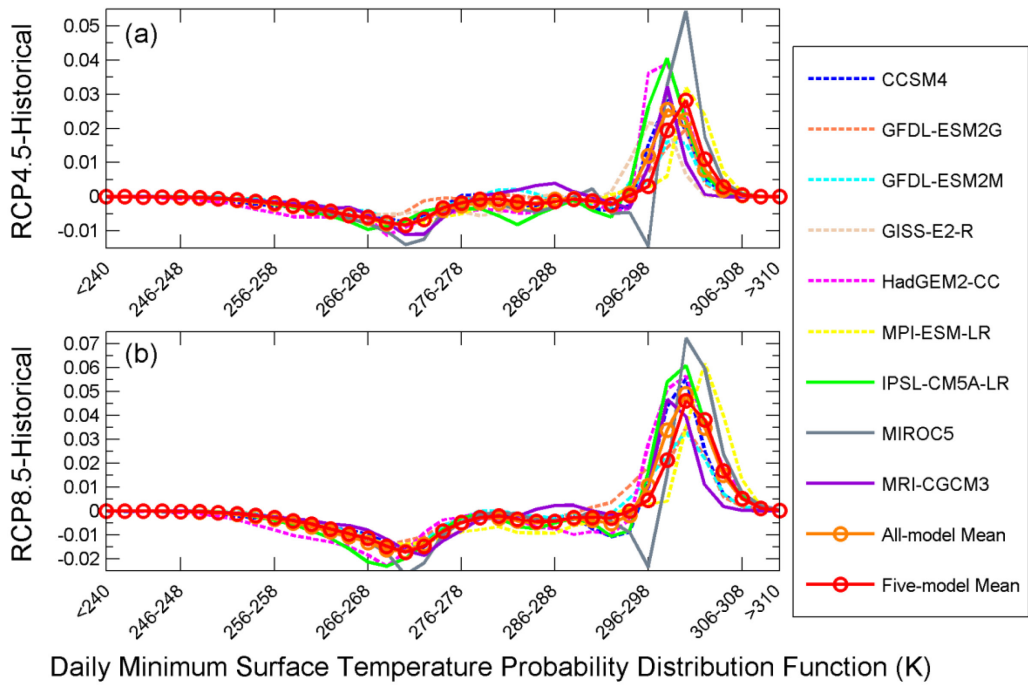 (a)
RCP4.5-Historical
0.05
0.04
0.03
0.02
0.01
0
-0.01
<240
246-248
256-258
266-268
276-278
286-288
296-298
306-308
>310
(b)
RCP8.5-Historical
0.07
0.06
0.05
0.04
0.03
0.02
0.01
0
-0.01
-0.02
<240
246-248
256-258
266-268
276-278
286-288
296-298
306-308
>310
Daily Minimum Surface Temperature Probability Distribution Function (K)
CCSM4
GFDL-ESM2G
GFDL-ESM2M
GISS-E2-R
HadGEM2-CC
MPI-ESM-LR
IPSL-CM5A-LR
MIROC5
MRI-CGCM3
All-model Mean
Five-model Mean